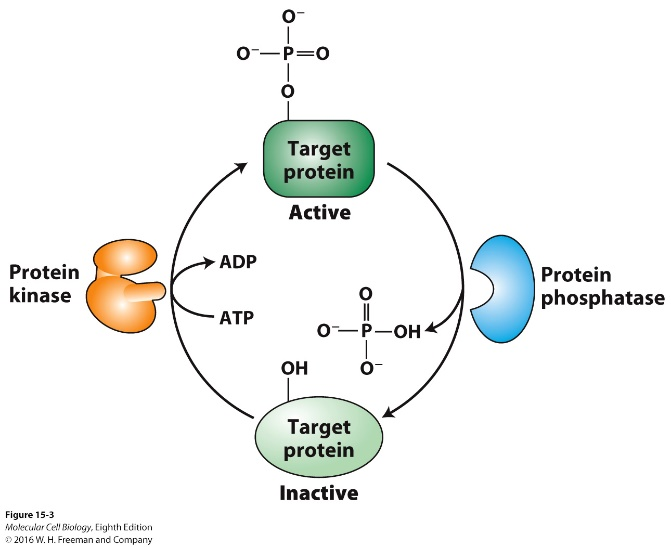 O⁻
O⁻—P=O
O
Target
protein
Active
Protein
kinase
ADP
ATP
Protein
phosphatase
O
O⁻—P—OH
O⁻
OH
Target
protein
Inactive
Figure 15-3
Molecular Cell Biology, Eighth Edition
© 2016 W. H. Freeman and Company